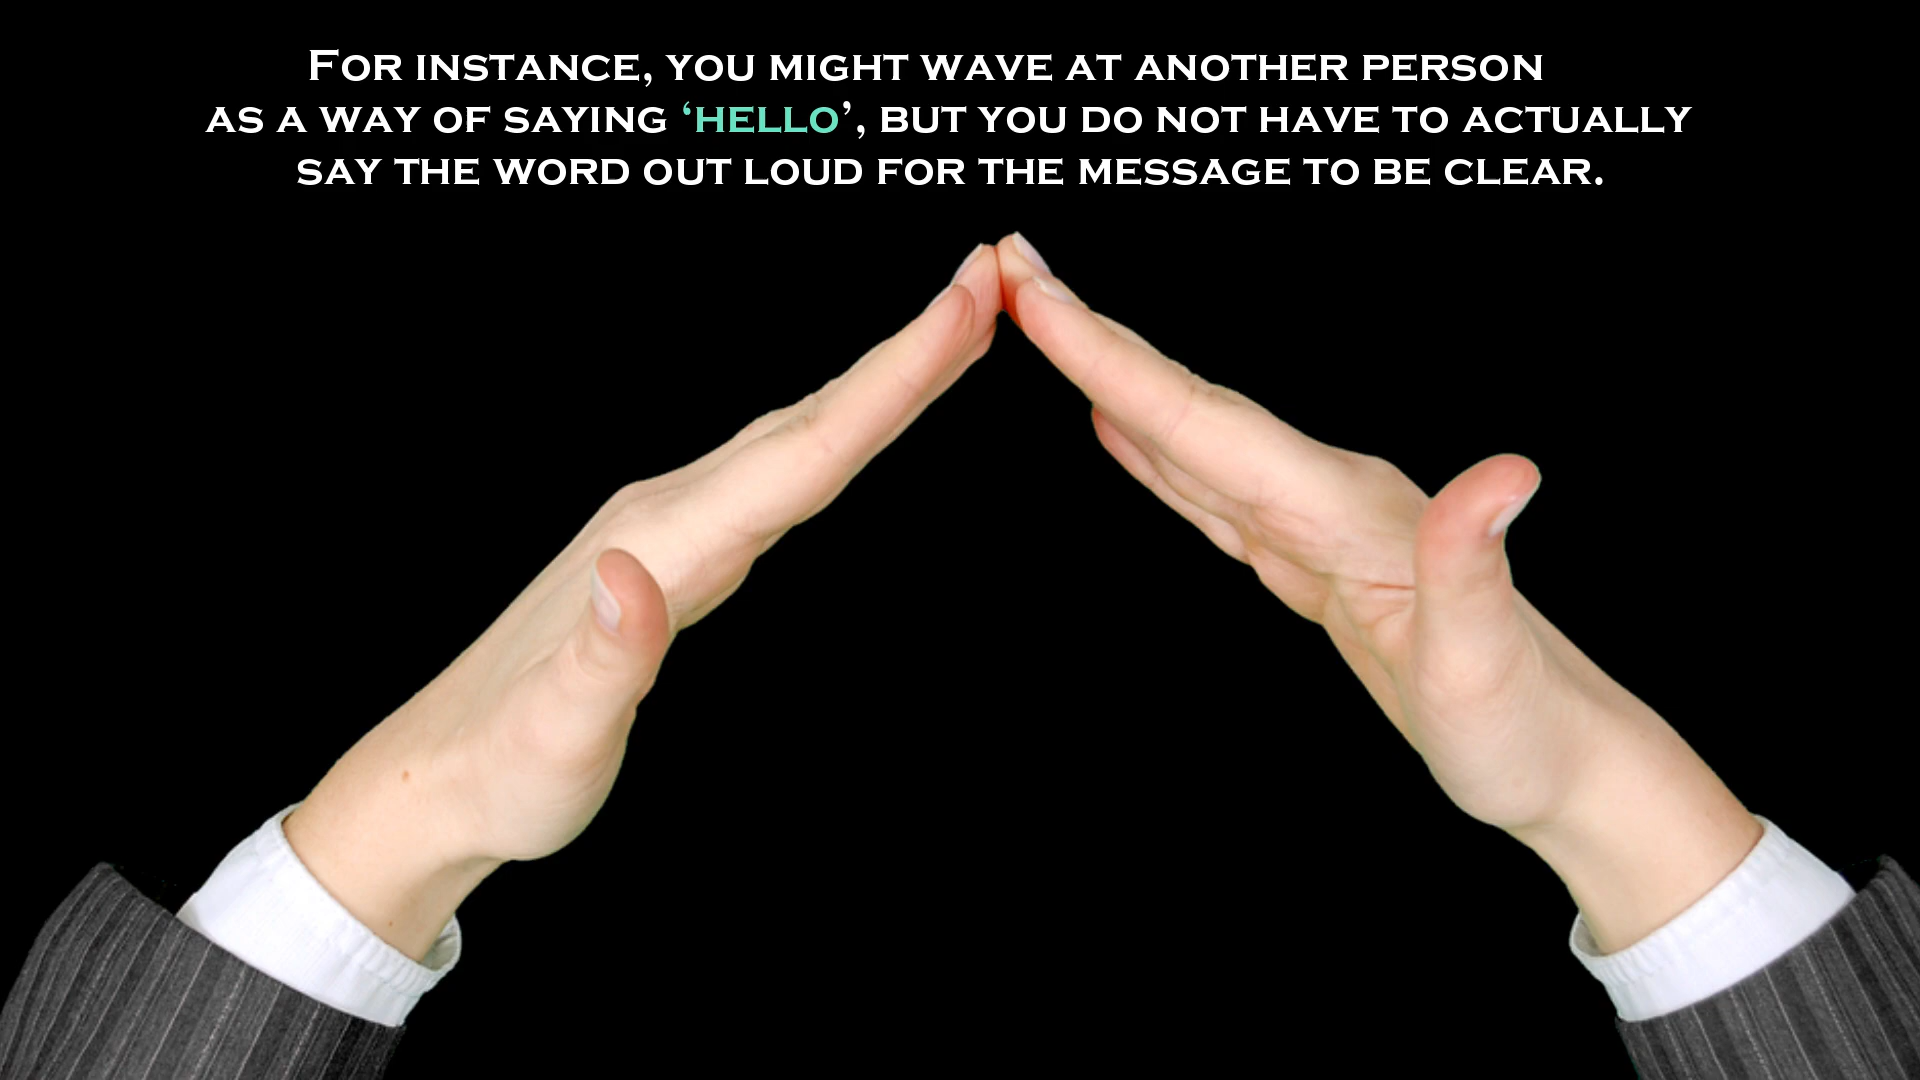 For instance, you might wave at another person
as a way of saying ‘hello’, but you do not have to actually
say the word out loud for the message to be clear.